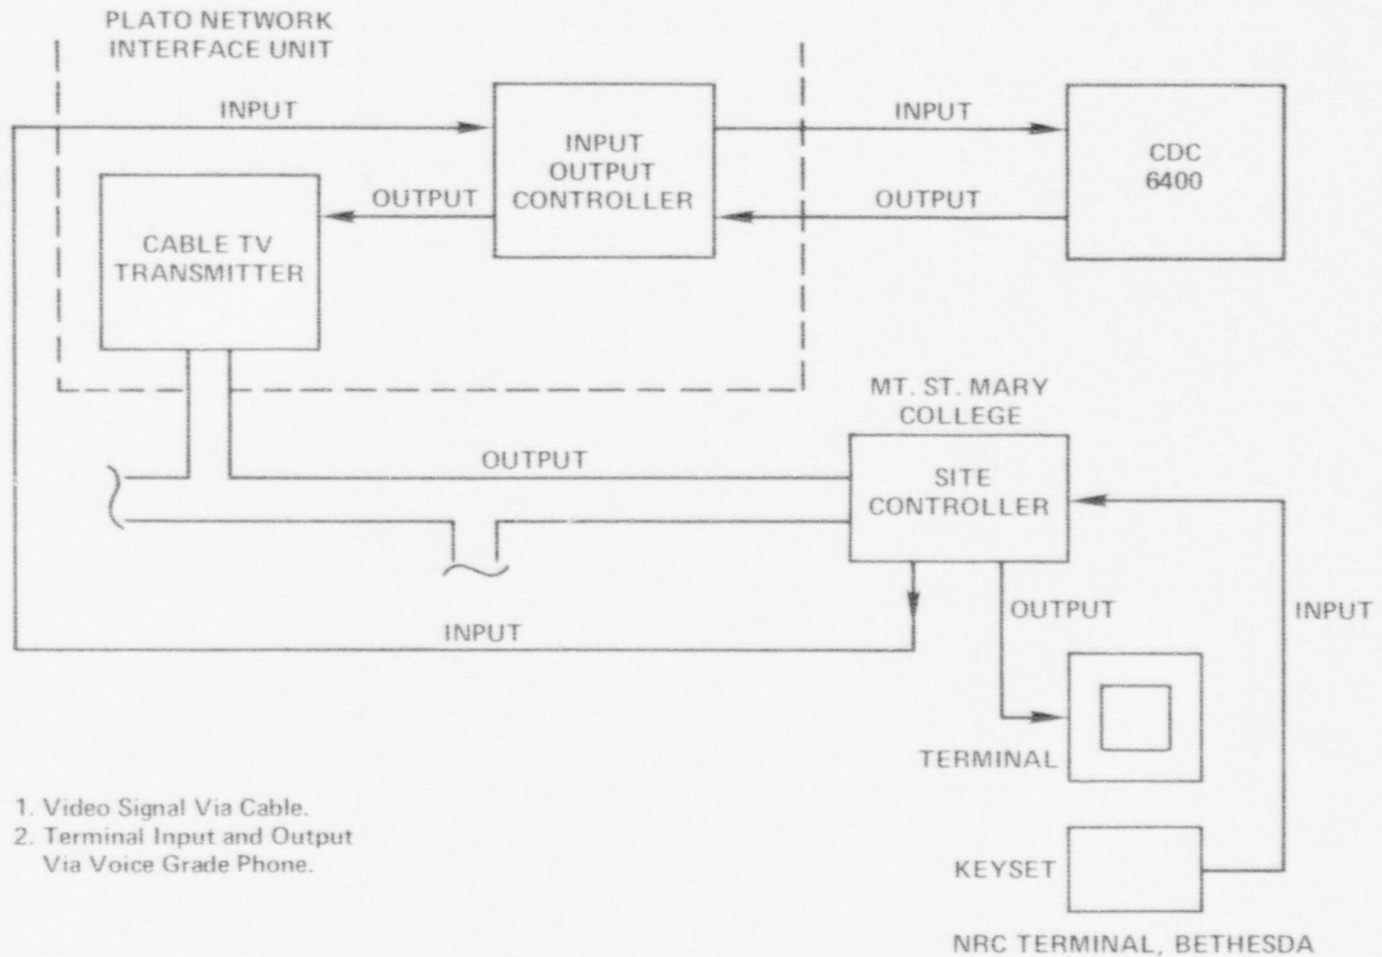 PLATO NETWORK
INTERFACE UNIT
INPUT
INPUT
OUTPUT
CONTROLLER
INPUT
CDC
6400
OUTPUT
OUTPUT
CABLE TV
TRANSMITTER
MT. ST. MARY
COLLEGE
OUTPUT
SITE
CONTROLLER
OUTPUT
INPUT
INPUT
TERMINAL
1. Video Signal Via Cable.
2. Terminal Input and Output
Via Voice Grade Phone.
KEYSET
NRC TERMINAL, BETHESDA